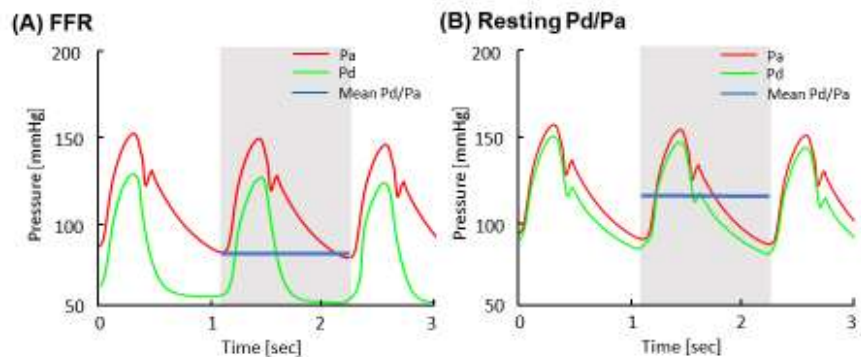 (A) FFR
200
150
100
50
0
1
2
3
Pressure [mmHg]
Time [sec]
Pa
Pd
Mean Pd/Pa
(B) Resting Pd/Pa
200
150
100
50
0
1
2
3
Pressure [mmHg]
Time [sec]
Pa
Pd
Mean Pd/Pa